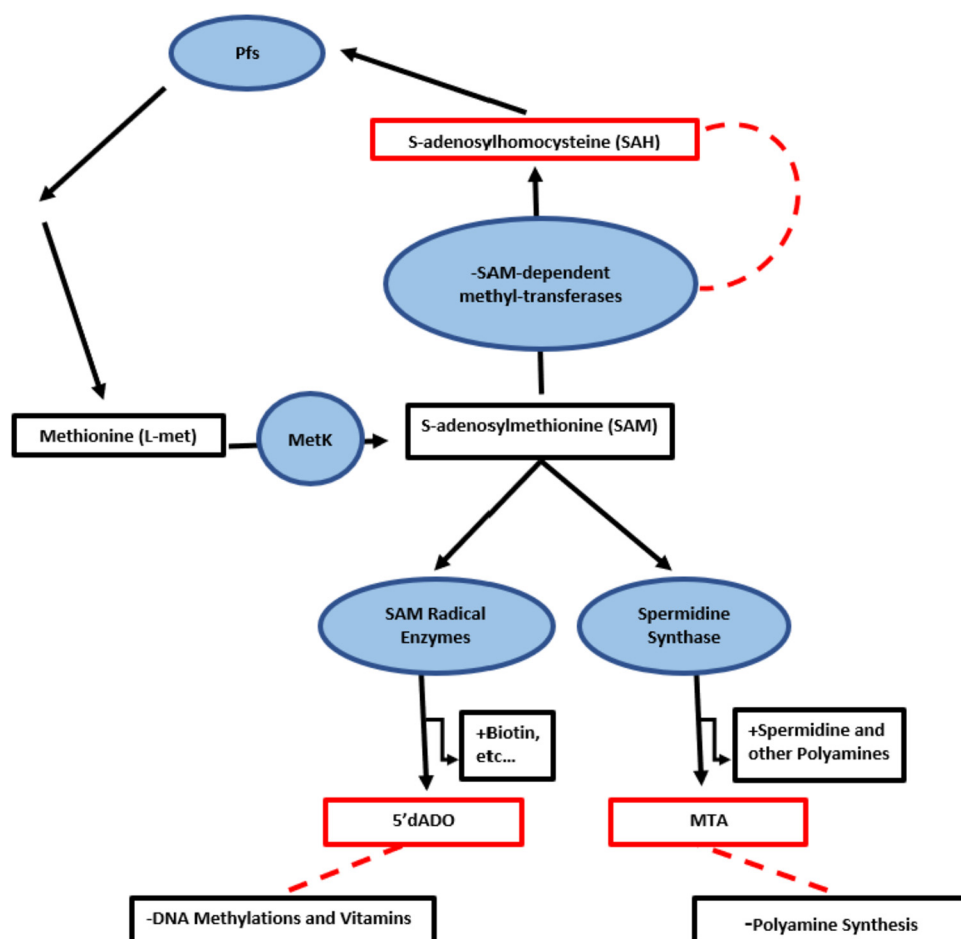 Pfs
S-adenosylhomocysteine (SAH)
-SAM-dependent
methyl-transferases
Methionine (L-met)
MetK
S-adenosylmethionine (SAM)
SAM Radical
Enzymes
Spermidine
Synthase
+Biotin,
etc...
+Spermidine and
other Polyamines
5'dADO
MTA
-DNA Methylations and Vitamins
-Polyamine Synthesis